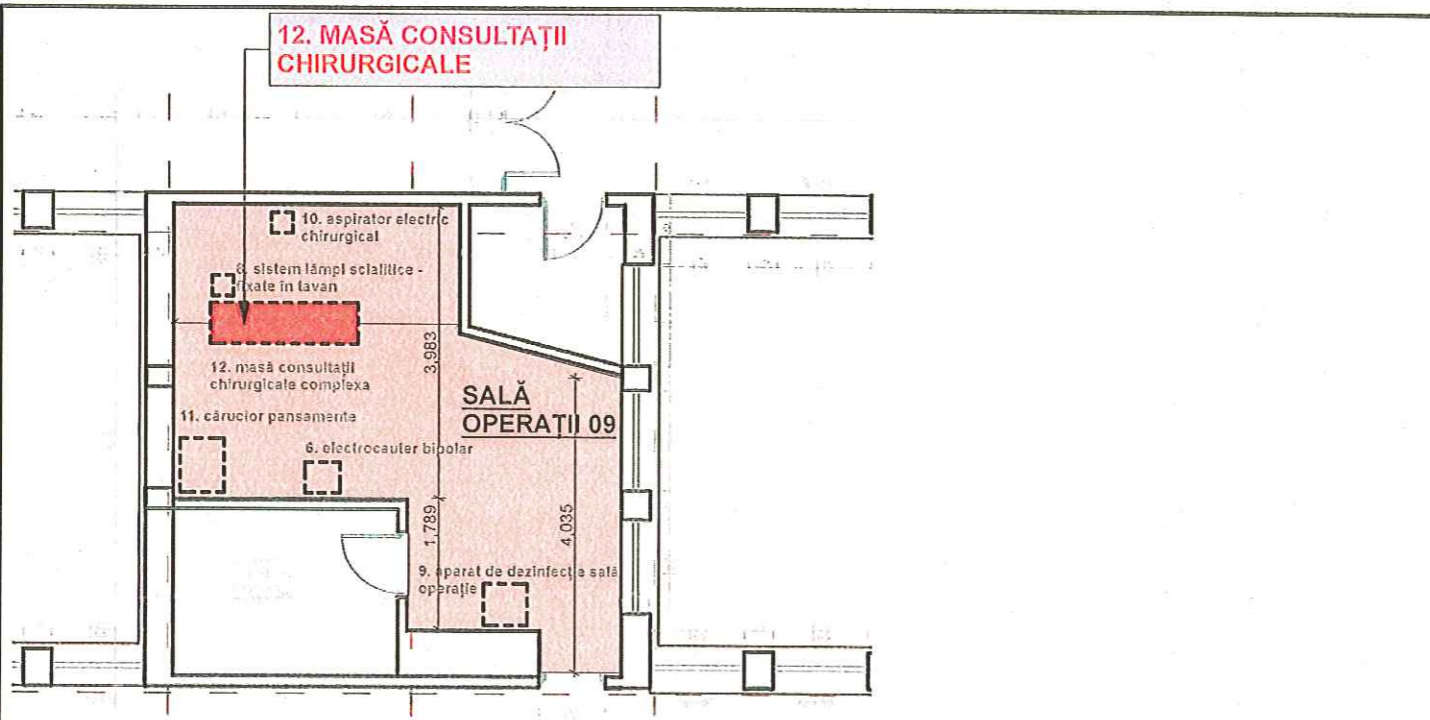 12. MASĂ CONSULTAȚII
CHIRURGICALE
10. aspirator electric
chirurgical
8. sistem lămpi scialitice -
fixate în tavan
12. masă consultații
chirurgicale complexa
3,983
SALĂ
OPERAȚII 09
11. cărucior pansamente
6. electrocauter bipolar
1,789
4,035
9. aparat de dezinfecție sală
operație